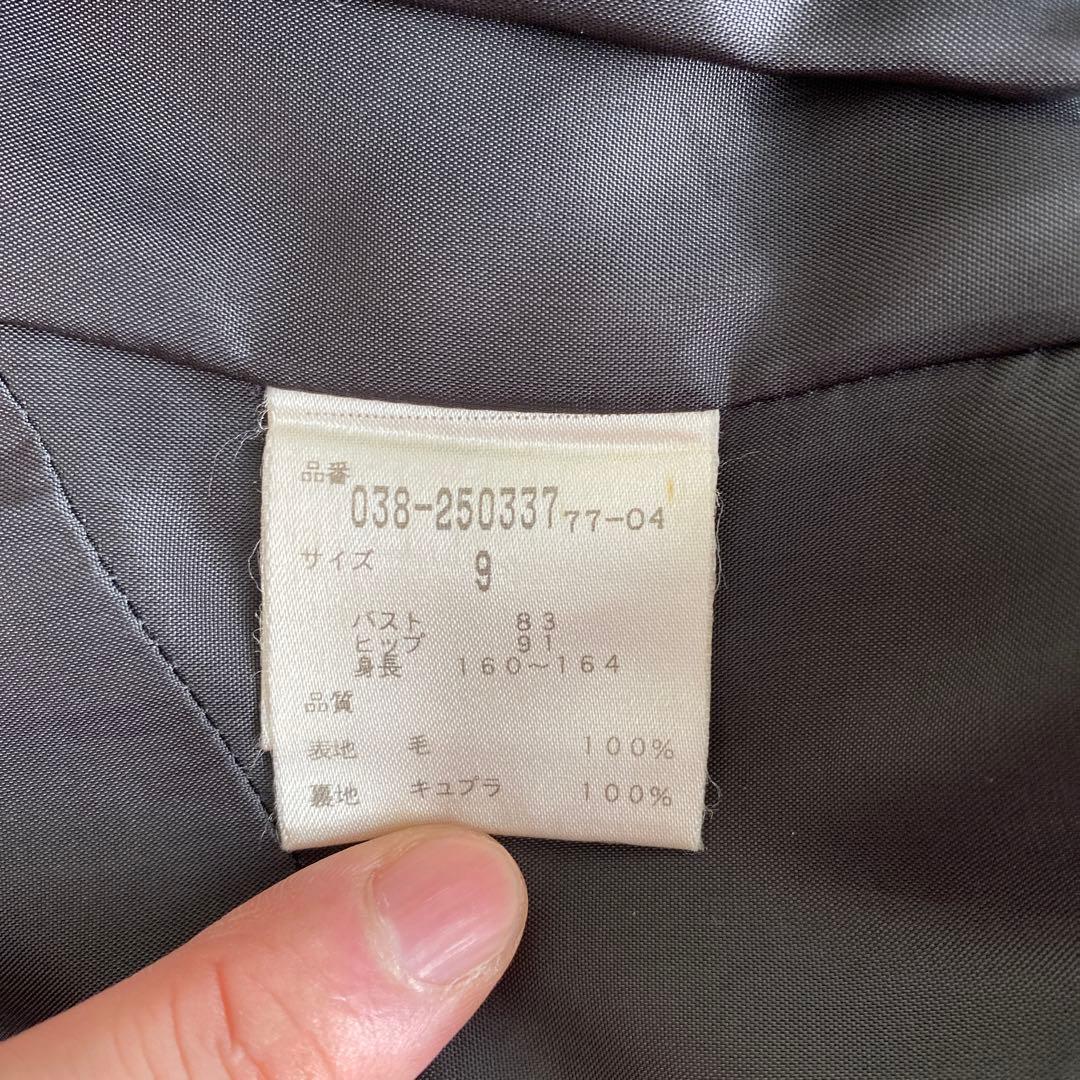 品番
038-250337 77-04
サイズ 9
バスト 83
ヒップ 91
身長 160~164
品質
表地 毛 100%
裏地 キュプラ 100%